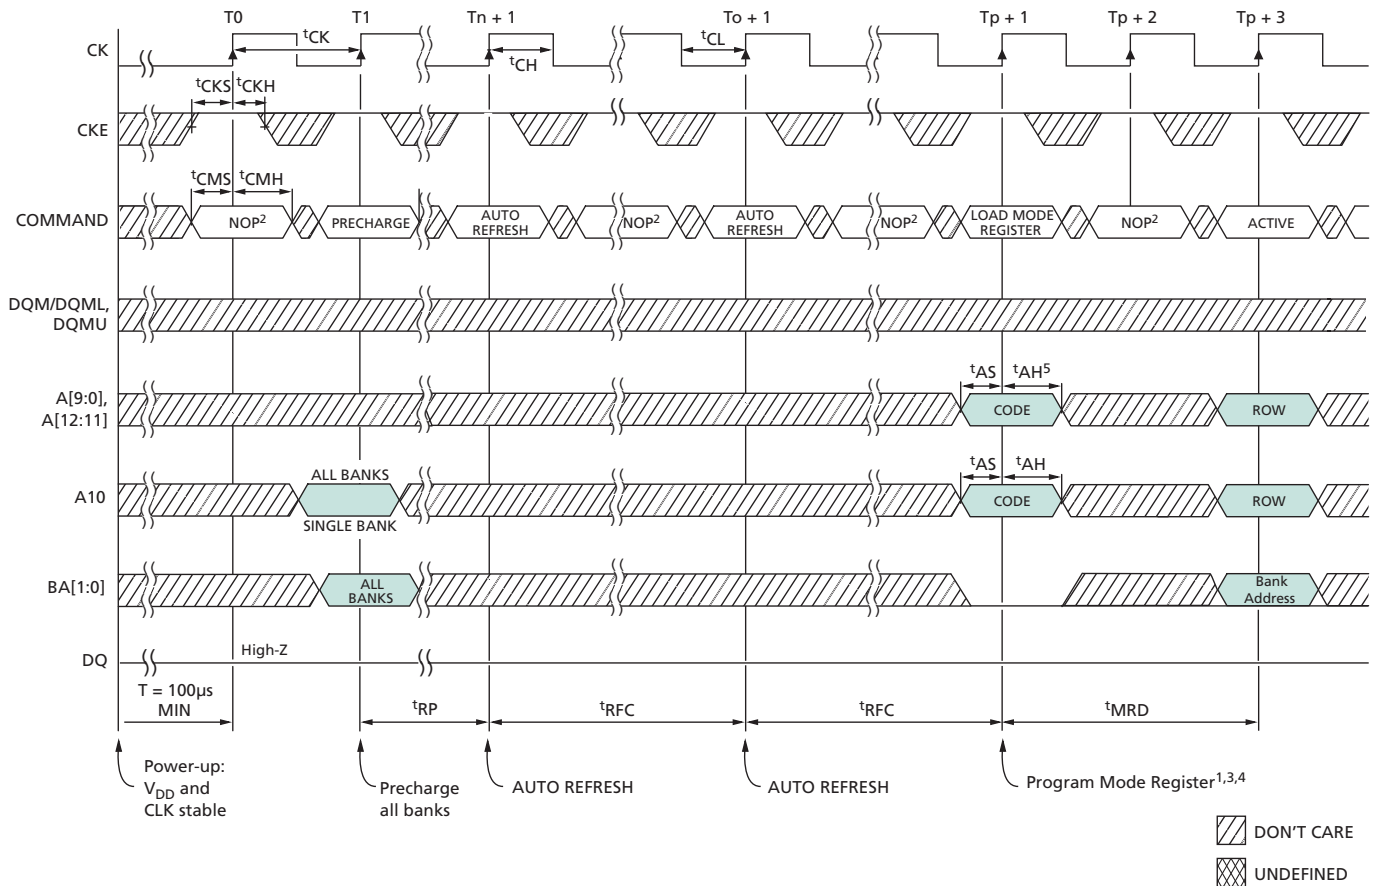 T0 T1 Tn + 1 To + 1 Tp + 1 Tp + 2 Tp + 3
CK
tCK
tCH
tCL
tCKS tCKH
CKE
tCMS tCMH
COMMAND
NOP2
PRECHARGE
AUTO
REFRESH
NOP2
AUTO
REFRESH
NOP2
LOAD MODE
REGISTER
NOP2
ACTIVE
DQM/DQML,
DQMU
A[9:0],
A[12:11]
tAS tAH5
CODE
ROW
A10
ALL BANKS
SINGLE BANK
tAS tAH
CODE
ROW
BA[1:0]
ALL
BANKS
Bank
Address
DQ
High-Z
T = 100µs
MIN
tRP
tRFC
tRFC
tMRD
Power-up:
VDD and
CLK stable
Precharge
all banks
AUTO REFRESH
AUTO REFRESH
Program Mode Register1,3,4
DON'T CARE
UNDEFINED